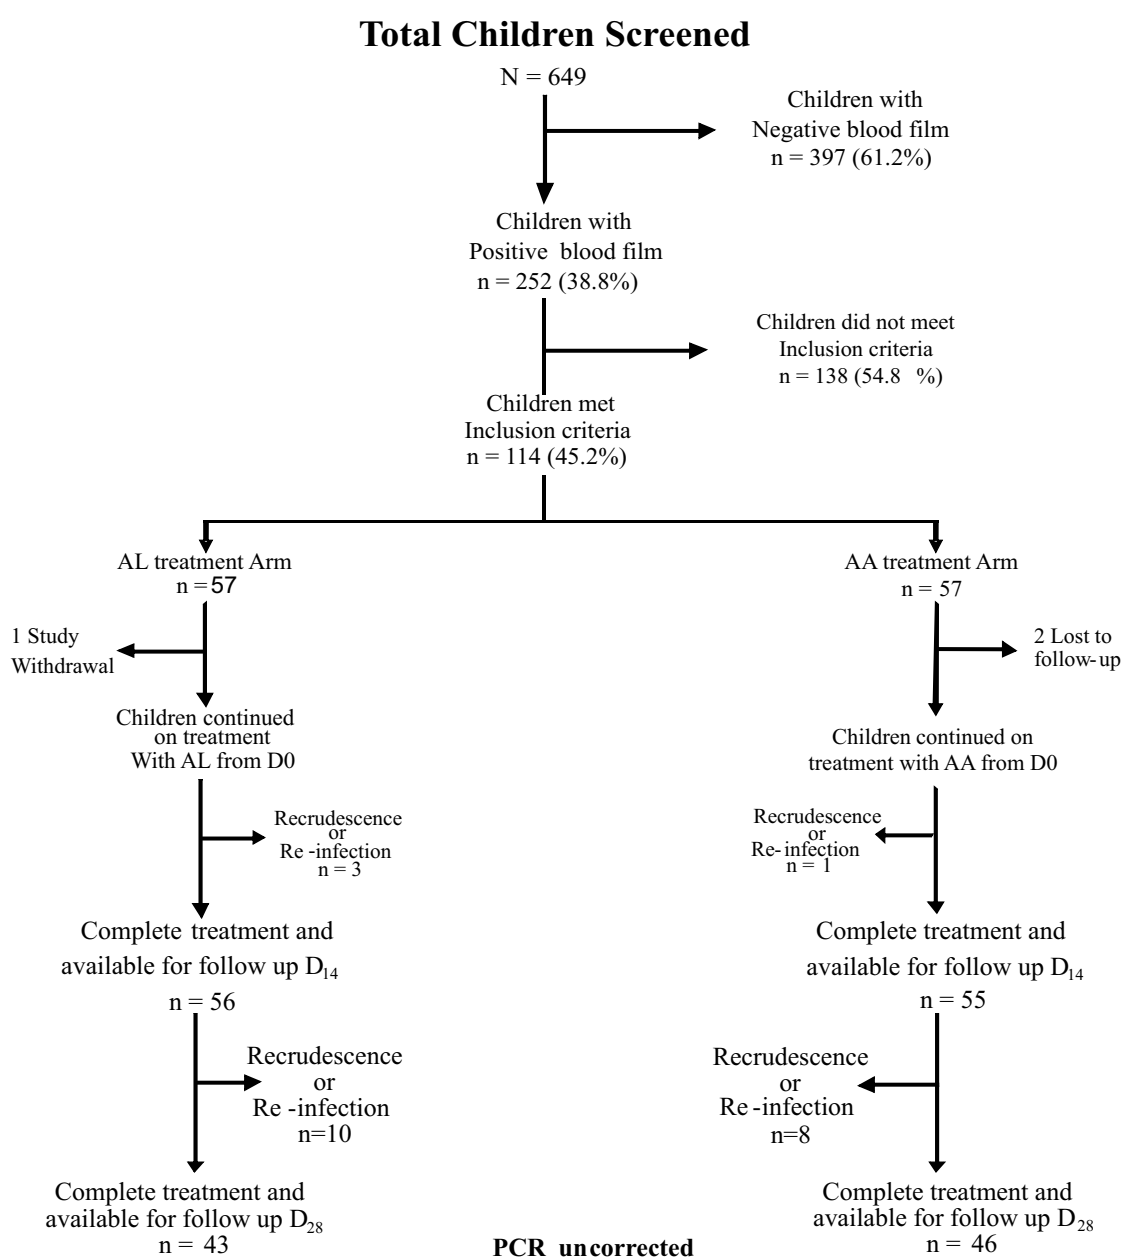 Total Children Screened
N = 649
Children with
Negative blood film
n = 397 (61.2%)
Children with
Positive blood film
n = 252 (38.8%)
Children did not meet
Inclusion criteria
n = 138 (54.8 %)
Children met
Inclusion criteria
n = 114 (45.2%)
AL treatment Arm
n = 57
AA treatment Arm
n = 57
1 Study
Withdrawal
2 Lost to
follow-up
Children continued
on treatment
With AL from D0
Children continued on
treatment with AA from D0
Recrudescence
or
Re -infection
n = 3
Recrudescence
or
Re- infection
n = 1
Complete treatment and
available for follow up D14
n = 56
Complete treatment and
available for follow up D14
n = 55
Recrudescence
or
Re -infection
n=10
Recrudescence
or
Re -infection
n=8
Complete treatment and
available for follow up D28
n = 43
Complete treatment and
available for follow up D28
n = 46
PCR uncorrected